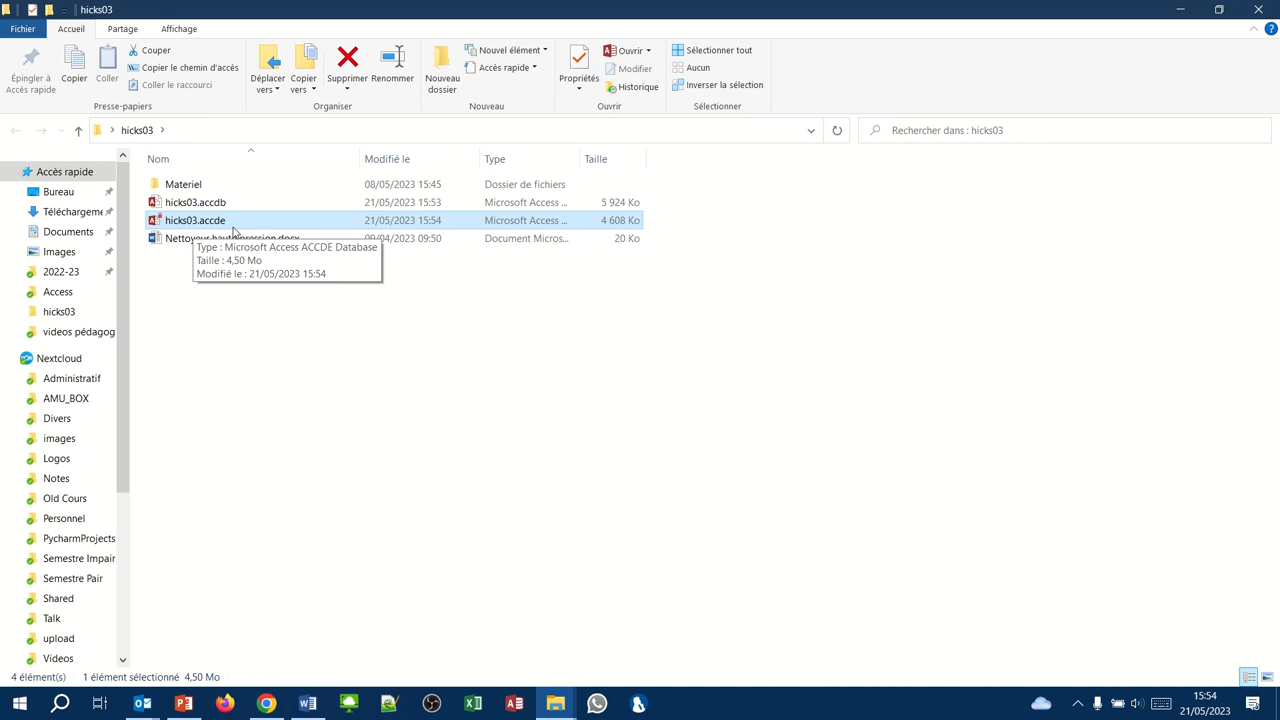 hicks03
Fichier Accueil Partage Affichage
Épingler à Accès rapide
Copier
Coller
Couper
Copier le chemin d'accès
Coller le raccourci
Presse-papiers
Déplacer vers
Copier vers
Supprimer
Renommer
Organiser
Nouveau dossier
Nouvel élément
Accès rapide
Nouveau
Propriétés
Ouvrir
Modifier
Historique
Ouvrir
Sélectionner tout
Aucun
Inverser la sélection
Sélectionner
hicks03
Rechercher dans : hicks03
Nom Modifié le Type Taille
Materiel 08/05/2023 15:45 Dossier de fichiers
hicks03.accdb 21/05/2023 15:53 Microsoft Access ... 5 924 Ko
hicks03.accde 21/05/2023 15:54 Microsoft Access ... 4 608 Ko
09:50 Document Micros... 20 Ko
Type : Microsoft Access ACCDE Database
Taille : 4,50 Mo
Modifié le : 21/05/2023 15:54
Accès rapide
Bureau
Téléchargeme
Documents
Images
2022-23
Access
hicks03
videos pédagog
Nextcloud
Administratif
AMU_BOX
Divers
images
Logos
Notes
Old Cours
Personnel
PycharmProjects
Semestre Impair
Semestre Pair
Shared
Talk
upload
Videos
4 élément(s) 1 élément sélectionné 4,50 Mo
15:54
21/05/2023